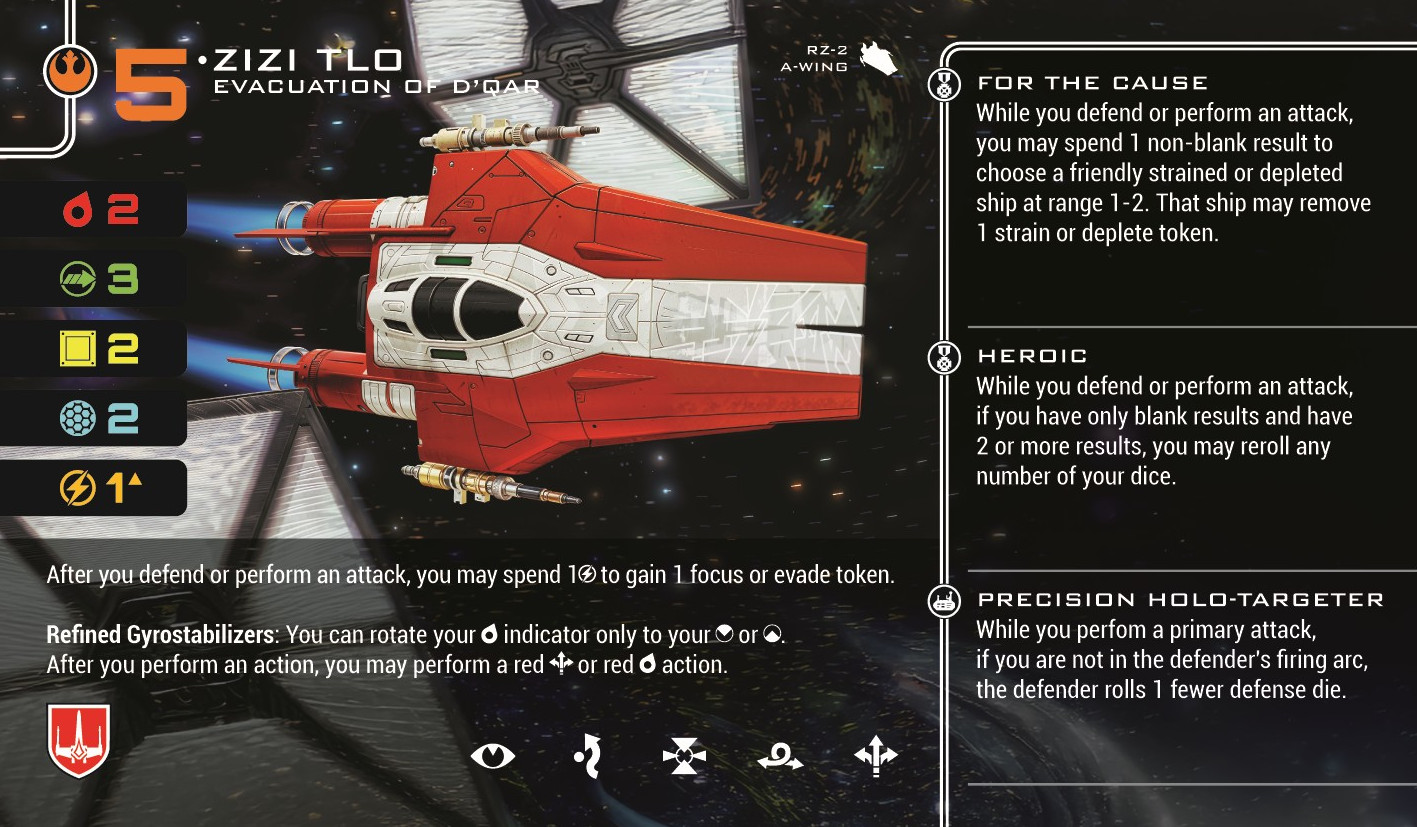 5
•ZIZI TLO
EVACUATION OF D'QAR
RZ-2
A-WING
2
3
2
2
1
After you defend or perform an attack, you may spend 1 to gain 1 focus or evade token.
Refined Gyrostabilizers: You can rotate your indicator only to your or .
After you perform an action, you may perform a red or red action.
FOR THE CAUSE
While you defend or perform an attack,
you may spend 1 non-blank result to
choose a friendly strained or depleted
ship at range 1-2. That ship may remove
1 strain or deplete token.
HEROIC
While you defend or perform an attack,
if you have only blank results and have
2 or more results, you may reroll any
number of your dice.
PRECISION HOLO-TARGETER
While you perfom a primary attack,
if you are not in the defender's firing arc,
the defender rolls 1 fewer defense die.